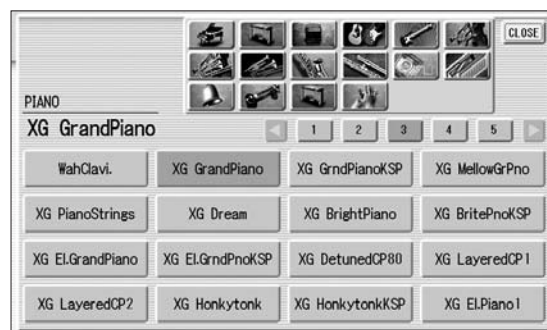 CLOSE
PIANO
XG GrandPiano 1 2 3 4 5
WahClavi. XG GrandPiano XG GrndPianoKSP XG MellowGrPno
XG PianoStrings XG Dream XG BrightPiano XG BritePnoKSP
XG El.GrandPiano XG El.GrndPnoKSP XG DetunedCP80 XG LayeredCP1
XG LayeredCP2 XG Honkytonk XG HonkytonkKSP XG El.Piano1